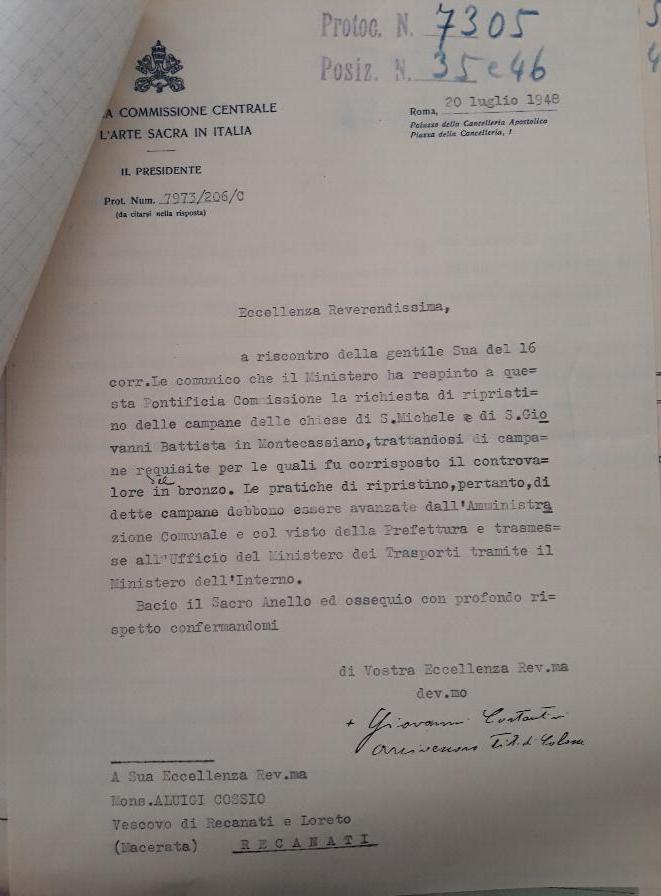 Protoc. N. 7305
Posiz. N. 35 e 46
A COMMISSIONE CENTRALE
L'ARTE SACRA IN ITALIA
IL PRESIDENTE
Prot. Num. 7973/206/C
(da citarsi nella risposta)
Roma, 20 luglio 1948
Palazzo della Cancelleria Apostolica
Piazza della Cancelleria, 1
Eccellenza Reverendissima,
a riscontro della gentile Sua del 16
corr.Le comunico che il Ministero ha respinto a que=
sta Pontificia Commissione la richiesta di ripristi=
no delle campane delle chiese di S.Michele e di S.Gio
vanni Battista in Montecassiano,trattandosi di campa=
ne requisite per le quali fu corrisposto il controva=
lore del in bronzo. Le pratiche di ripristino,pertanto,di
dette campane debbono essere avanzate dall'Amministra
zione Comunale e col visto della Prefettura e trasmes=
se all'Ufficio del Ministero dei Trasporti tramite il
Ministero dell'Interno.
Bacio il Sacro Anello ed ossequio con profondo ri=
spetto confermandomi
di Vostra Eccellenza Rev.ma
dev.mo
+ Giovanni Costantini
arcivescovo tit. di Colosse
A Sua Eccellenza Rev.ma
Mons.ALUIGI COSSIO
Vescovo di Recanati e Loreto
(Macerata) RECANATI